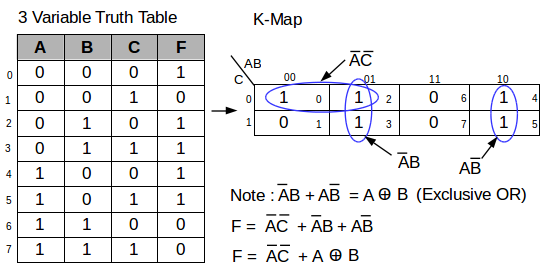 3 Variable Truth Table
K-Map
A B C F
0 0 0 0 1
1 0 0 1 0
2 0 1 0 1
3 0 1 1 1
4 1 0 0 1
5 1 0 1 1
6 1 1 0 0
7 1 1 1 0
A̅C̅
AB
C
00 01 11 10
0 1 0 1 2 0 6 1 4
1 0 1 1 3 0 7 1 5
A̅B
AB̅
Note : A̅B + AB̅ = A ⊕ B (Exclusive OR)
F = A̅C̅ + A̅B + AB̅
F = A̅C̅ + A ⊕ B